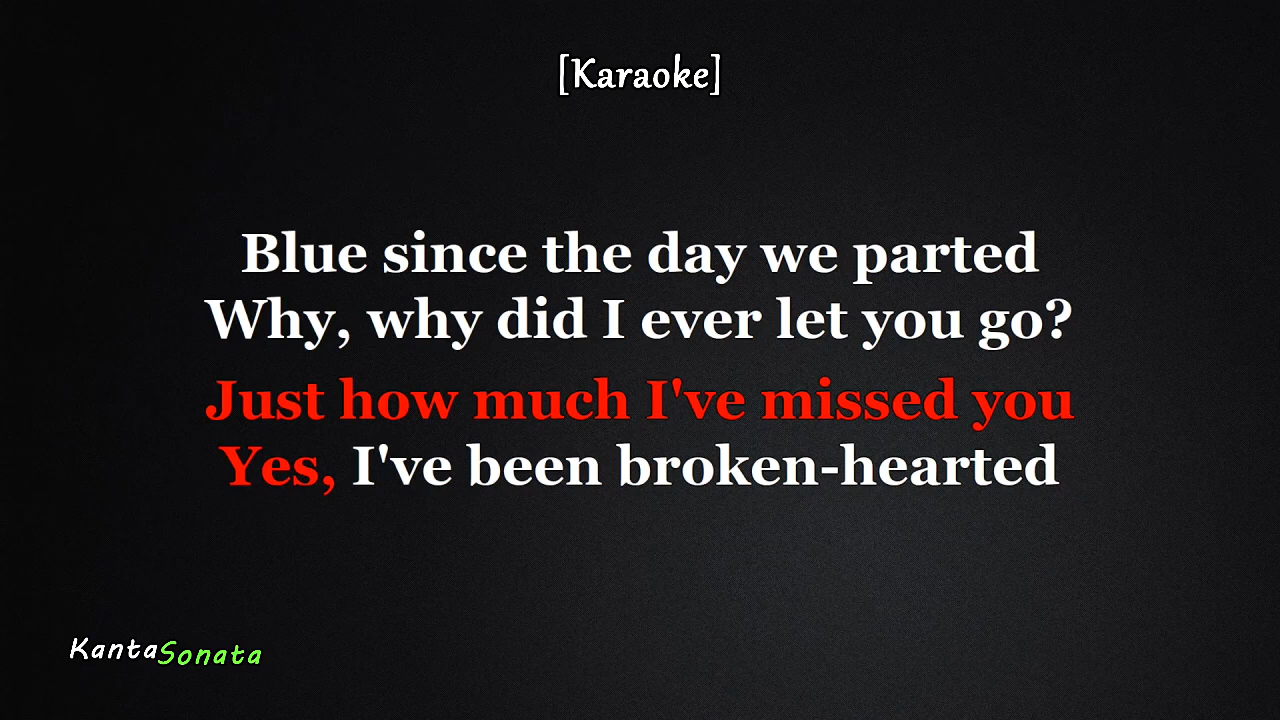 [Karaoke]
Blue since the day we parted
Why, why did I ever let you go?
Just how much I've missed you
Yes, I've been broken-hearted
KantaSonata